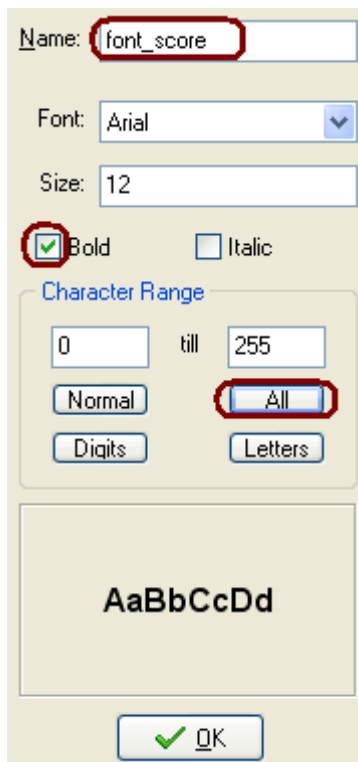 Name: font_score
Font: Arial
Size: 12
Bold Italic
Character Range
0 till 255
Normal All
Digits Letters
AaBbCcDd
OK